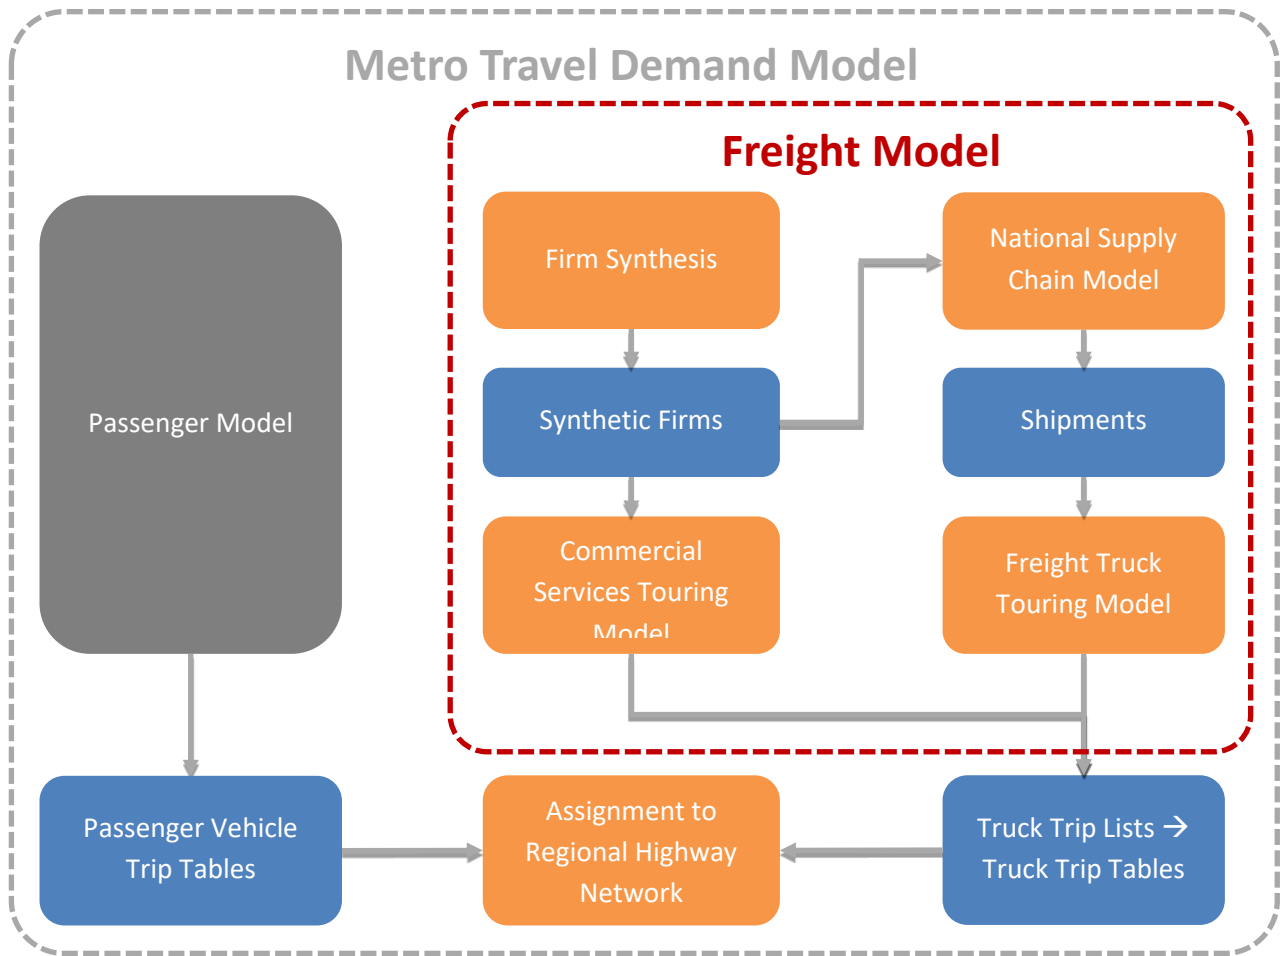 Metro Travel Demand Model
Freight Model
Firm Synthesis
National Supply
Chain Model
Passenger Model
Synthetic Firms
Shipments
Commercial
Services Touring
Model
Freight Truck
Touring Model
Passenger Vehicle
Trip Tables
Assignment to
Regional Highway
Network
Truck Trip Lists →
Truck Trip Tables